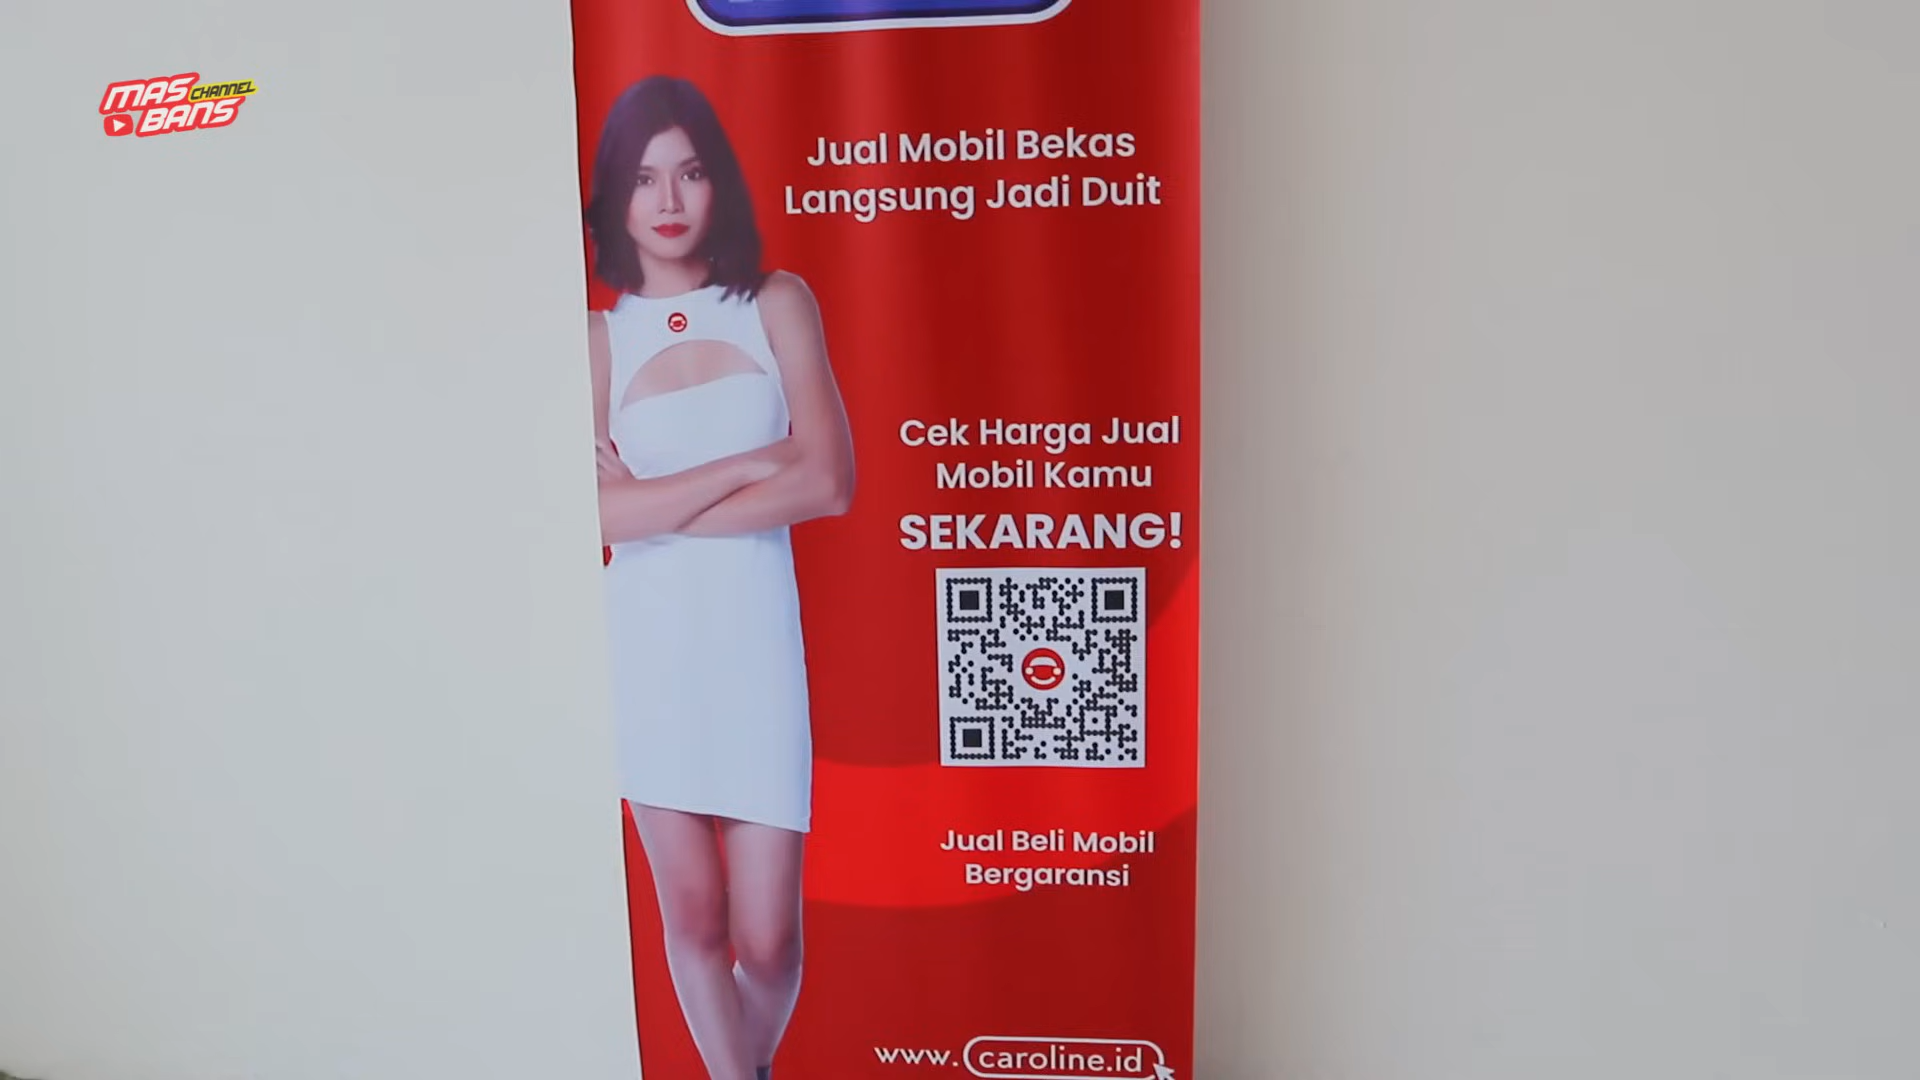 MAS CHANNEL
BANS
Jual Mobil Bekas
Langsung Jadi Duit
Cek Harga Jual
Mobil Kamu
SEKARANG!
Jual Beli Mobil
Bergaransi
www.caroline.id